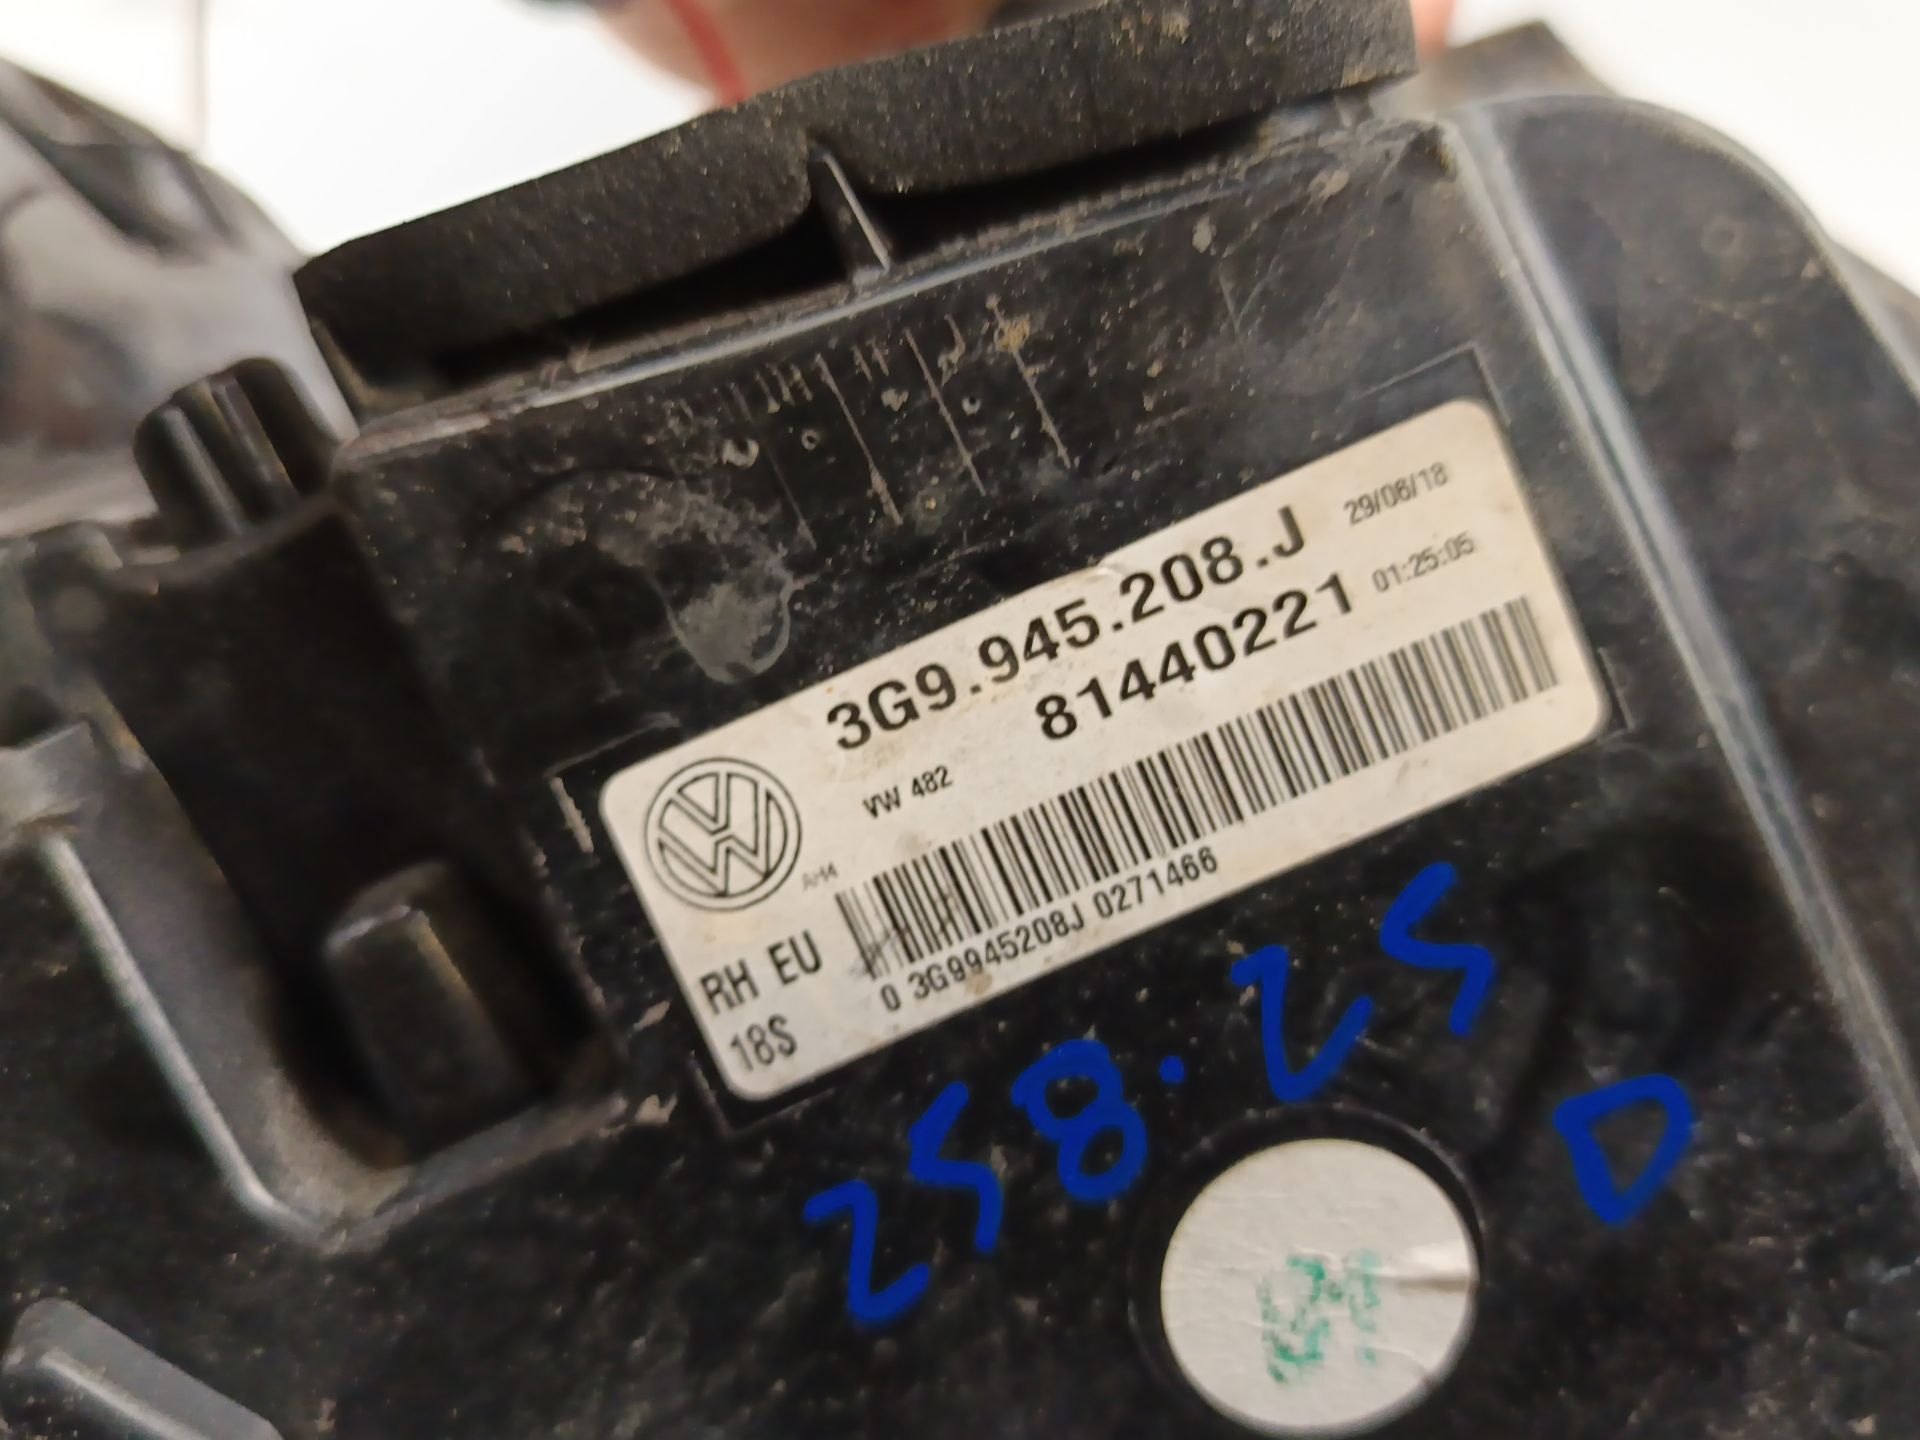 3G9.945.208.J 29/06/18
81440221 01:25:05
VW 482
AH4
RH EU
18S
0 3G9945208J 0271466
258.25
D